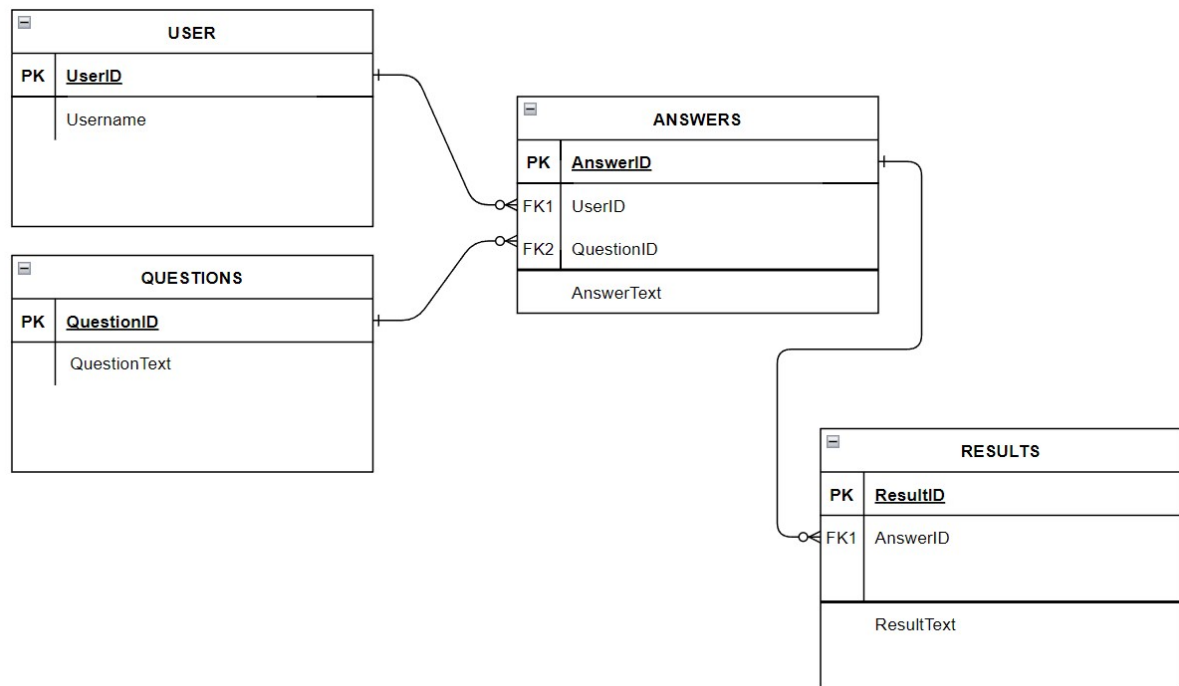 USER
PK UserID
Username
QUESTIONS
PK QuestionID
QuestionText
ANSWERS
PK AnswerID
FK1 UserID
FK2 QuestionID
AnswerText
RESULTS
PK ResultID
FK1 AnswerID
ResultText